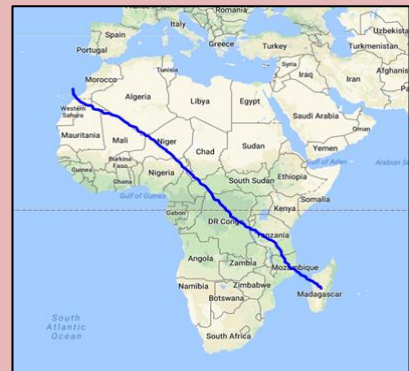 Romania
Uzbekista
Italy
Spain
Portugal
Greece
Turkey
Turkmenistan
Tunisia
Syria
Afghanis
Morocco
Iraq
Iran
Algeria
Libya
Egypt
Western
Sahara
Saudi Arabia
Oman
Mauritania
Mali
Niger
Chad
Sudan
Yemen
Gulf of Aden
Arabian Se
Burkina
Faso
Guinea
Ghana
Nigeria
South Sudan
Ethiopia
Somalia
Gulf of Guinea
Gabon
DR Congo
Kenya
Tanzania
Angola
Zambia
Mozambique
Namibia
Zimbabwe
Madagascar
Botswana
South
Atlantic
Ocean
South Africa